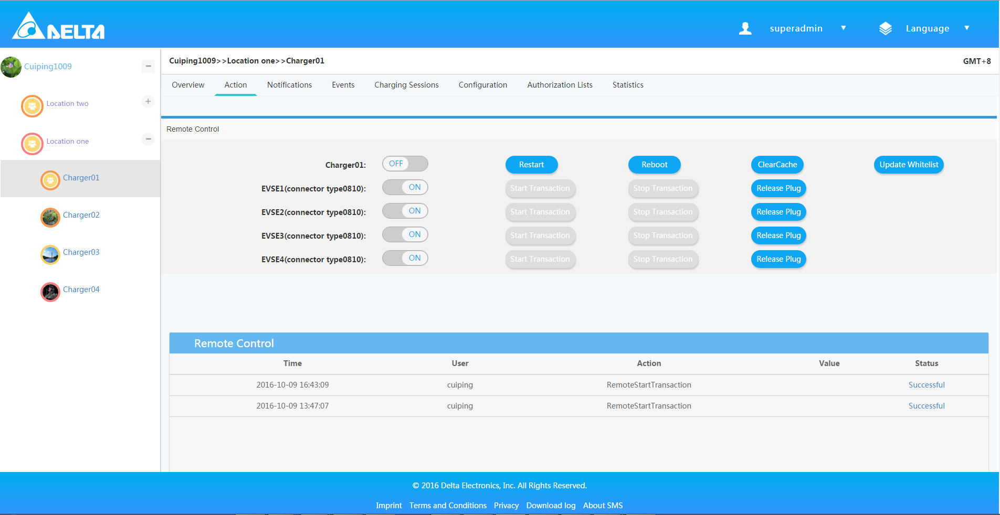 DELTA
superadmin ▼ Language ▼
Cuiping1009
Location two
Location one
Charger01
Charger02
Charger03
Charger04
Cuiping1009>>Location one>>Charger01 GMT+8
Overview Action Notifications Events Charging Sessions Configuration Authorization Lists Statistics
Remote Control
Charger01: OFF Restart Reboot ClearCache Update Whitelist
EVSE1(connector type0810): ON Start Transaction Stop Transaction Release Plug
EVSE2(connector type0810): ON Start Transaction Stop Transaction Release Plug
EVSE3(connector type0810): ON Start Transaction Stop Transaction Release Plug
EVSE4(connector type0810): ON Start Transaction Stop Transaction Release Plug
Remote Control
Time User Action Value Status
2016-10-09 16:43:09 cuiping RemoteStartTransaction Successful
2016-10-09 13:47:07 cuiping RemoteStartTransaction Successful
© 2016 Delta Electronics, Inc. All Rights Reserved.
Imprint Terms and Conditions Privacy Download log About SMS